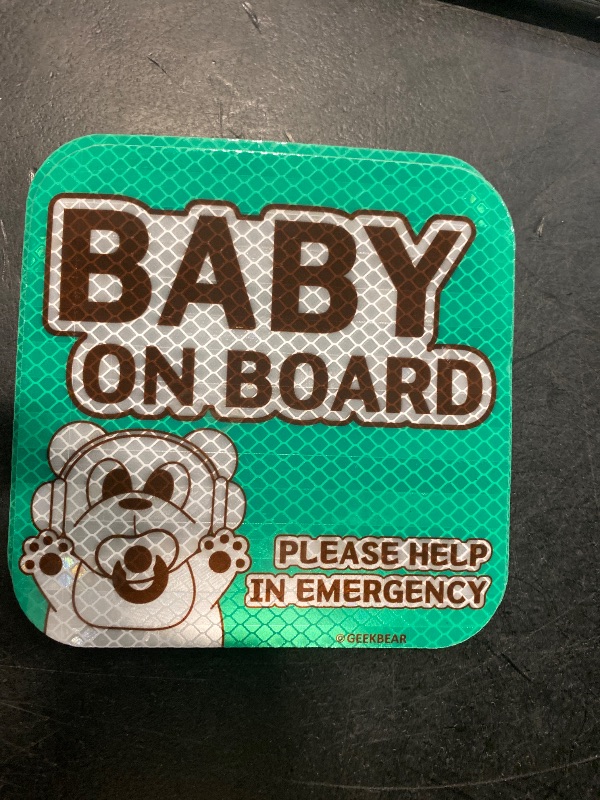 BABY
ON BOARD
PLEASE HELP
IN EMERGENCY
@GEEKBEAR